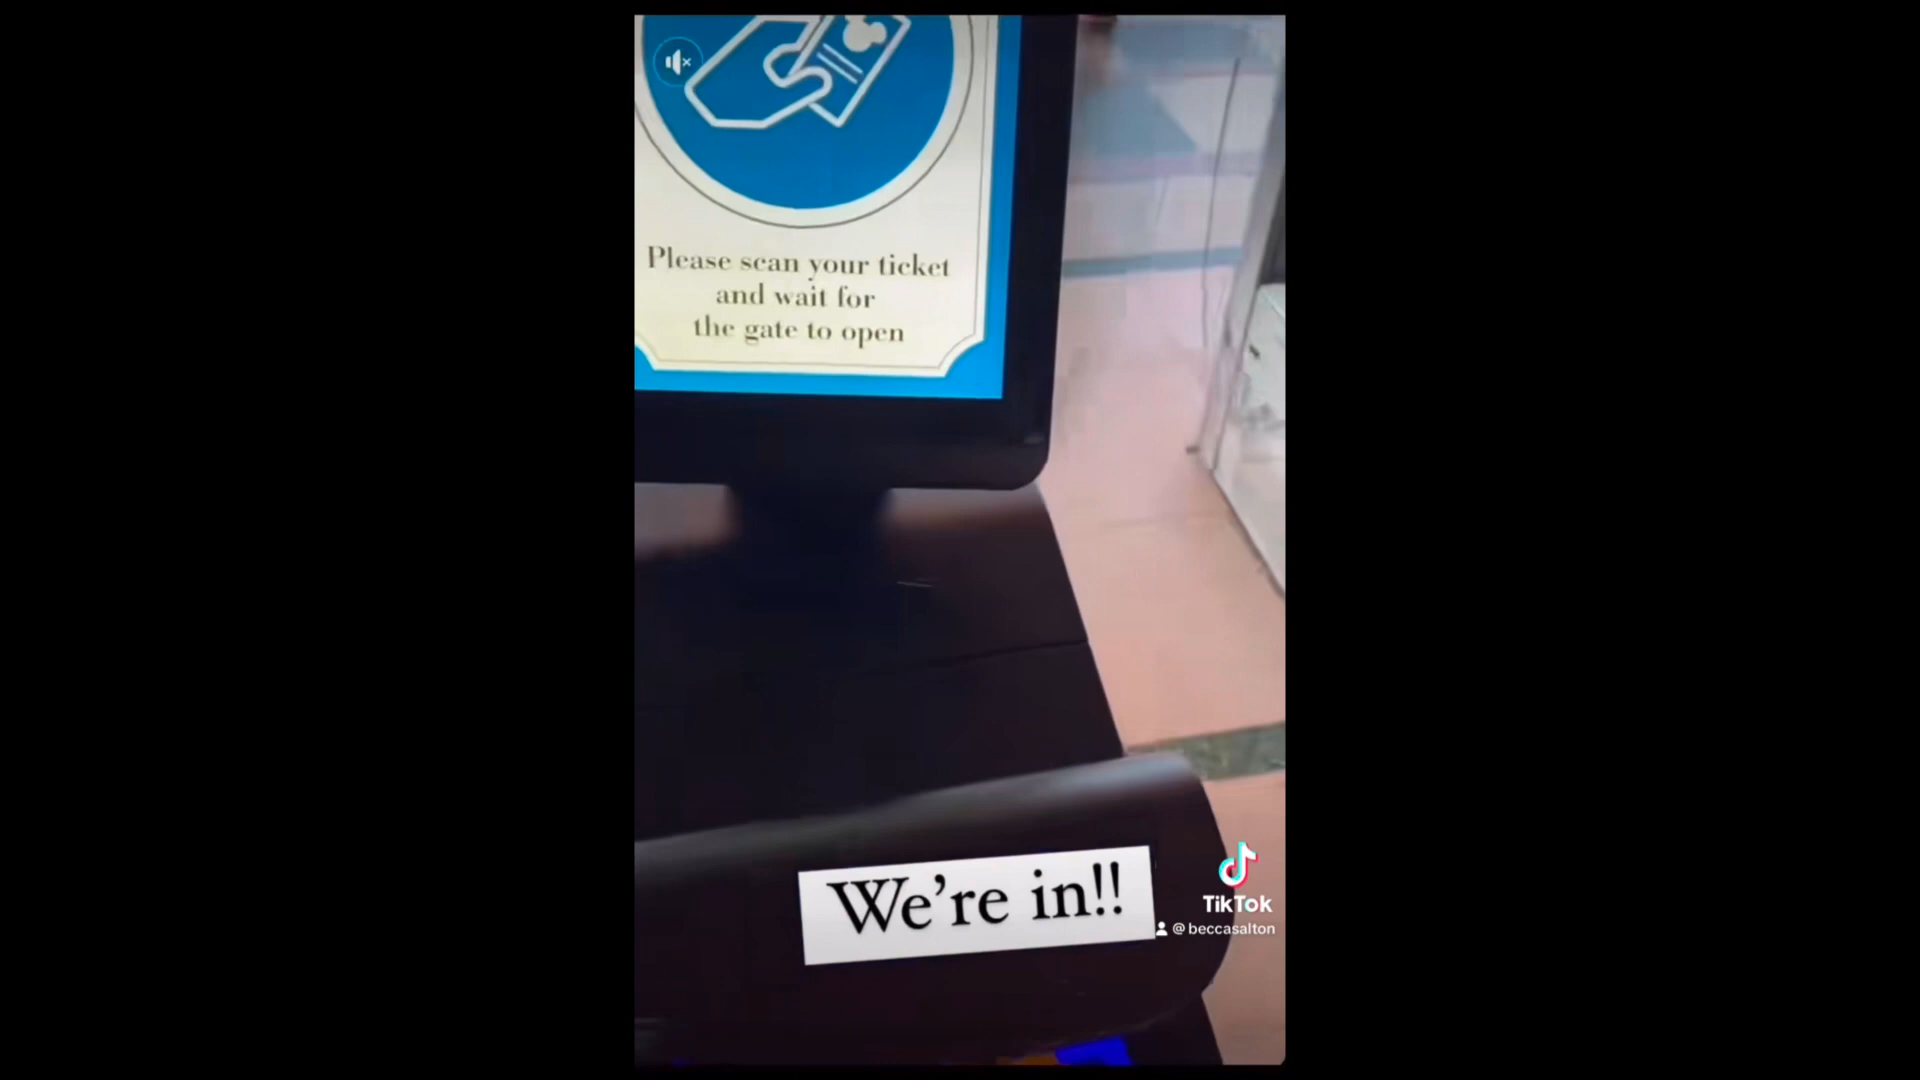 Please scan your ticket
and wait for
the gate to open
We're in!!
TikTok
@beccasalton